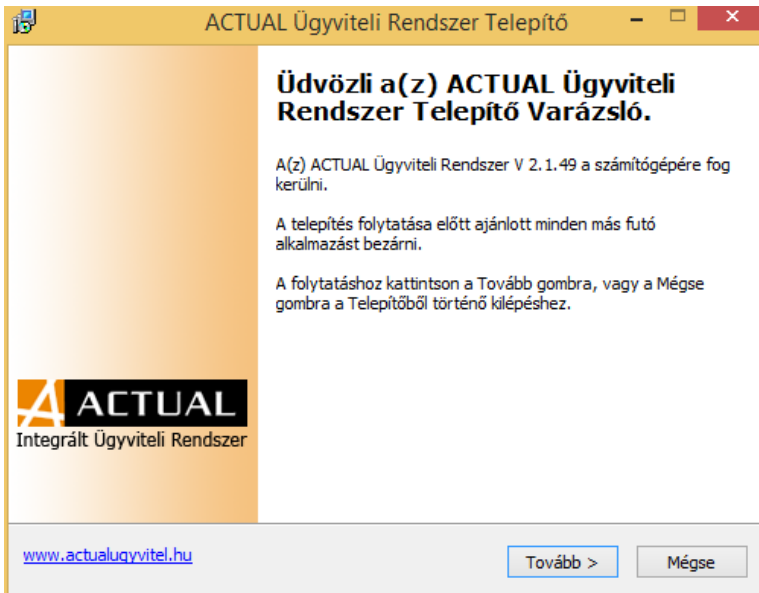 ACTUAL Ügyviteli Rendszer Telepítő
Üdvözli a(z) ACTUAL Ügyviteli
Rendszer Telepítő Varázsló.
A(z) ACTUAL Ügyviteli Rendszer V 2.1.49 a számítógépére fog
kerülni.
A telepítés folytatása előtt ajánlott minden más futó
alkalmazást bezárni.
A folytatáshoz kattintson a Tovább gombra, vagy a Mégse
gombra a Telepítőből történő kilépéshez.
ACTUAL
Integrált Ügyviteli Rendszer
www.actualugyvitel.hu
Tovább >
Mégse